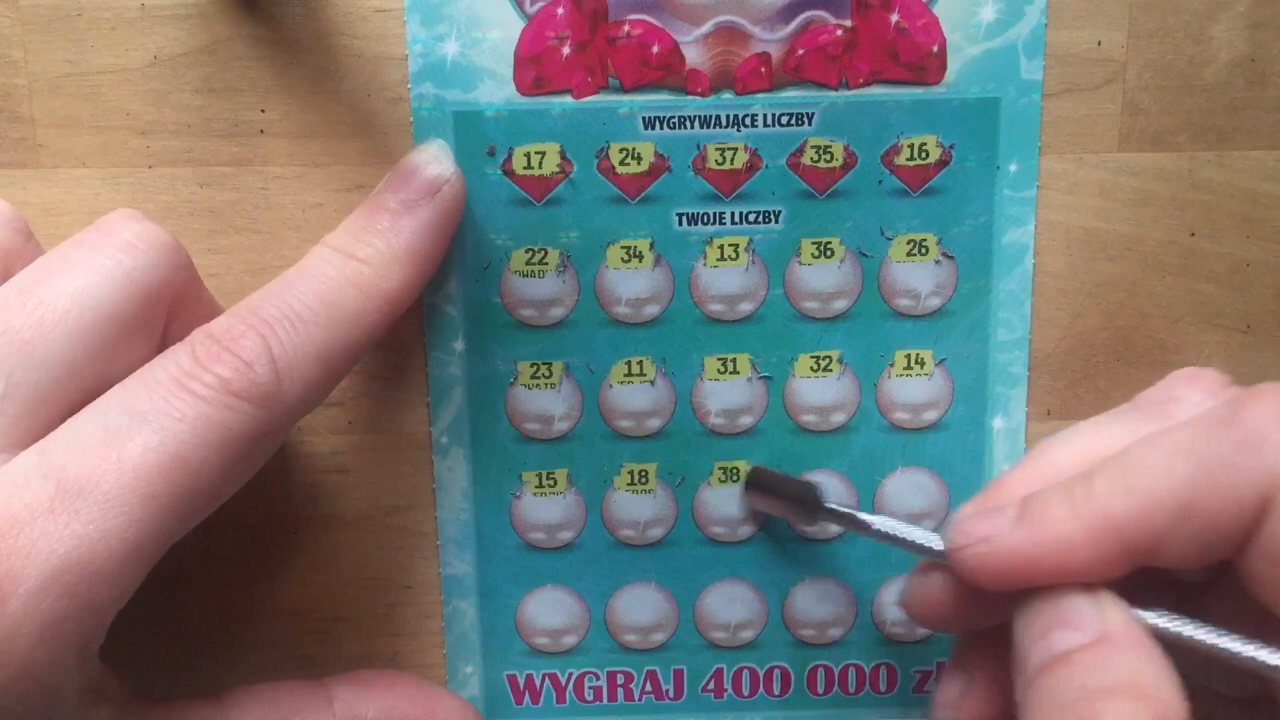 WYGRYWAJĄCE LICZBY
17 24 37 35 16
TWOJE LICZBY
22 34 13 36 26
23 11 31 32 14
15 18 38
WYGRAJ 400 000